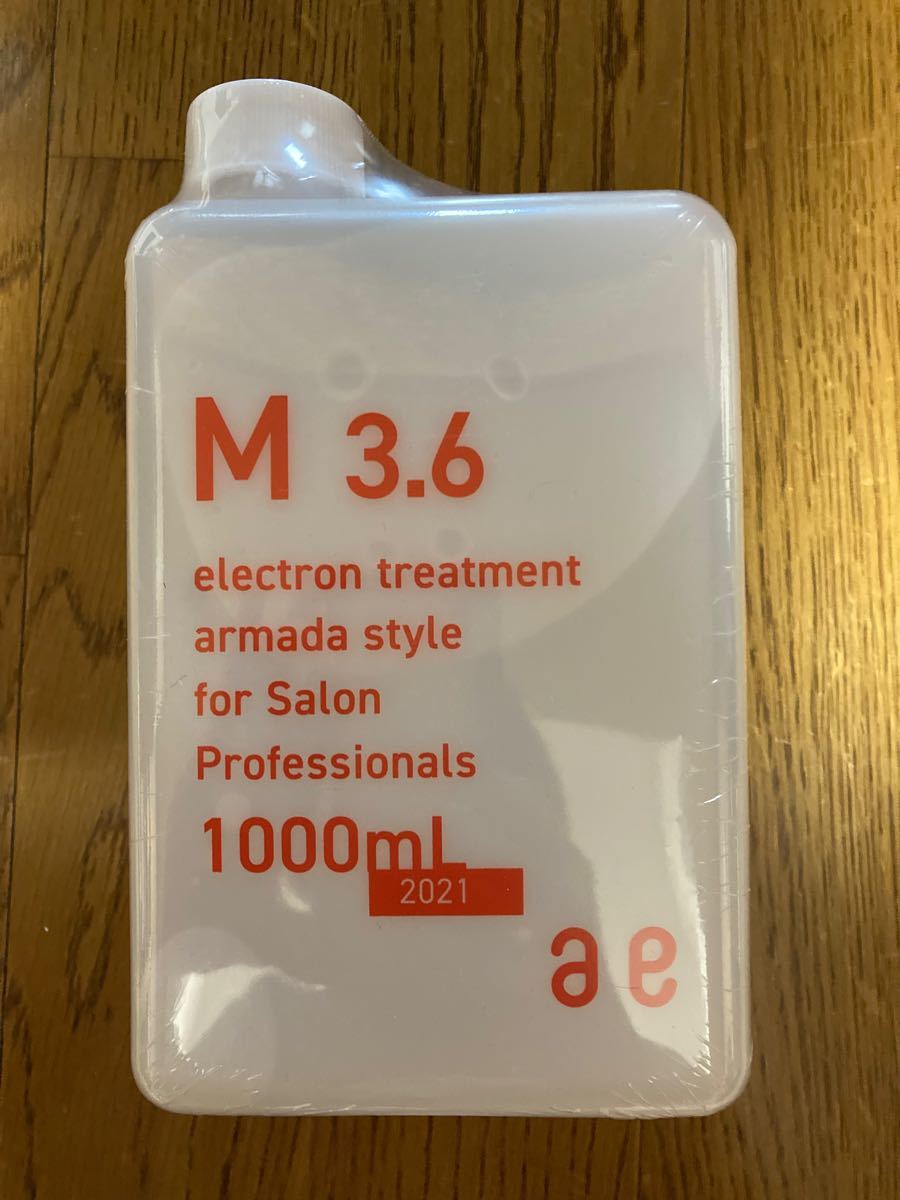 M 3.6
electron treatment
armada style
for Salon
Professionals
1000mL
2021
ae